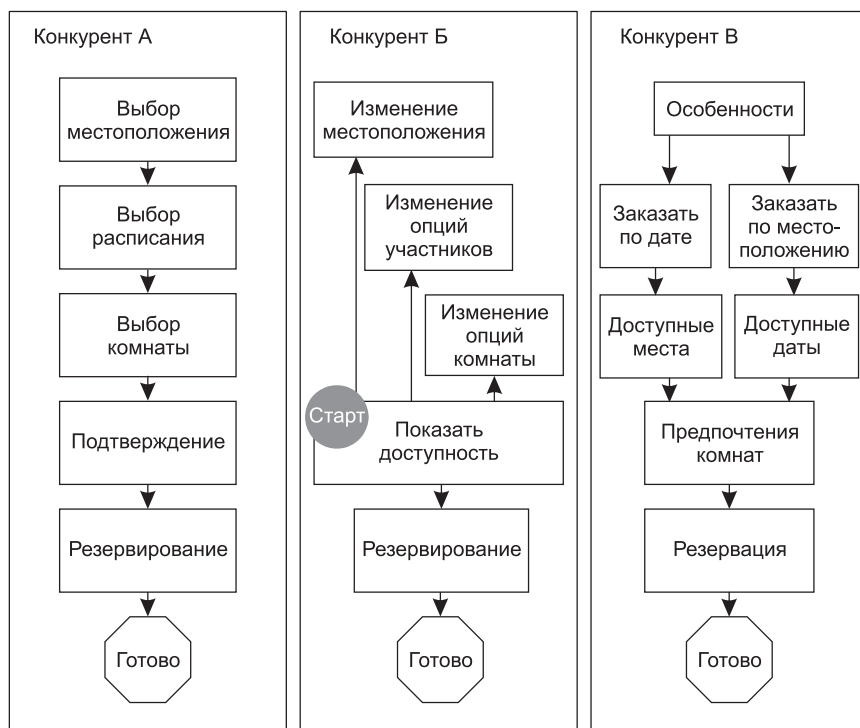 Конкурент А
Выбор
местоположения
Выбор
расписания
Выбор
комнаты
Подтверждение
Резервирование
Готово
Конкурент Б
Изменение
местоположения
Изменение
опций
участников
Изменение
опций
комнаты
Старт
Показать
доступность
Резервирование
Готово
Конкурент В
Особенности
Заказать
по дате
Заказать
по место-
положению
Доступные
места
Доступные
даты
Предпочтения
комнат
Резервация
Готово